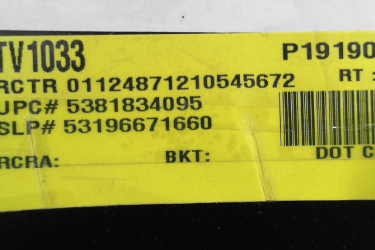 TV1033 P19190
RCTR 01124871210545672 RT :
UPC# 5381834095
SLP# 53196671660
RCRA: BKT: DOT C